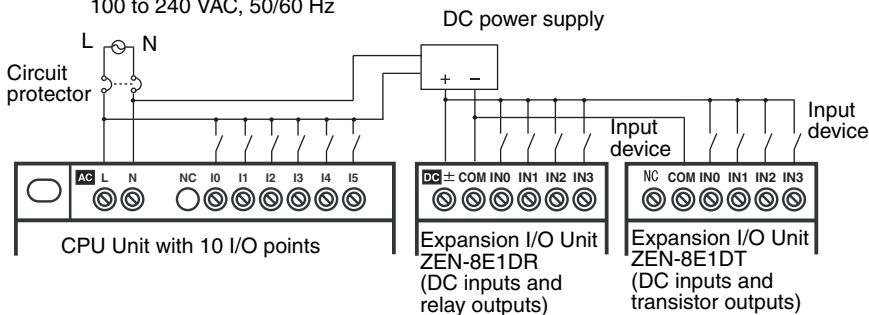 100 to 240 VAC, 50/60 Hz
DC power supply
L N
Circuit
protector
+ −
Input
device
Input
device
AC L N NC I0 I1 I2 I3 I4 I5
DC ± COM IN0 IN1 IN2 IN3
NC COM IN0 IN1 IN2 IN3
CPU Unit with 10 I/O points
Expansion I/O Unit
ZEN-8E1DR
(DC inputs and
relay outputs)
Expansion I/O Unit
ZEN-8E1DT
(DC inputs and
transistor outputs)